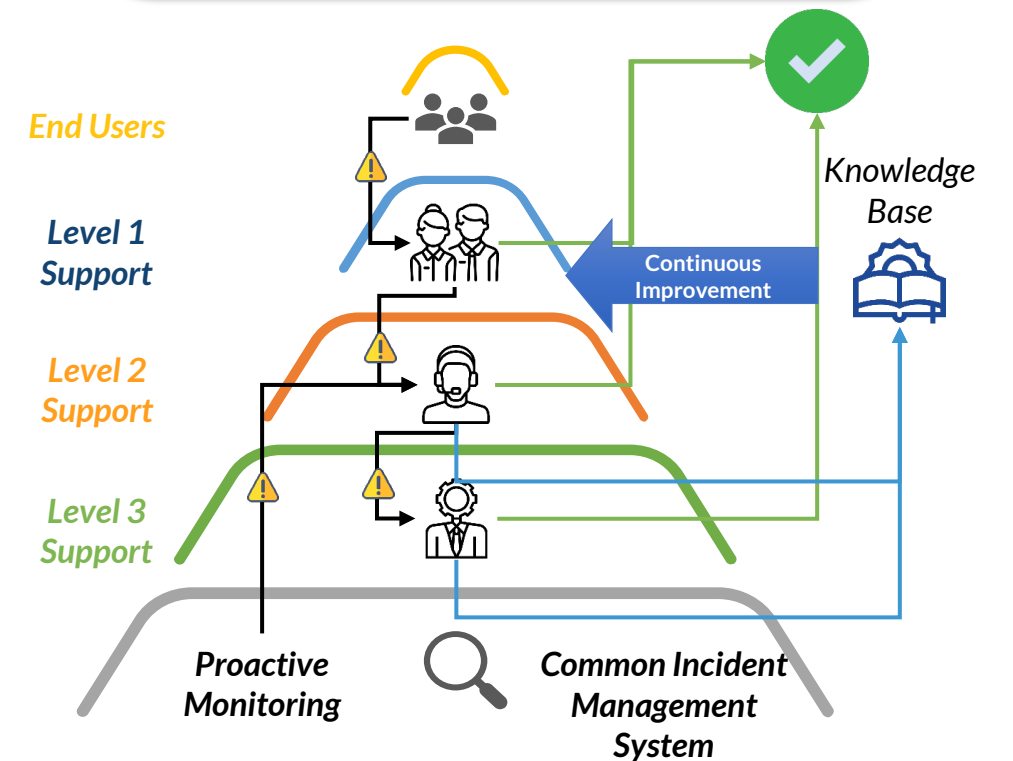 End Users
Knowledge
Base
Level 1
Support
Continuous
Improvement
Level 2
Support
Level 3
Support
Proactive
Monitoring
Common Incident
Management
System